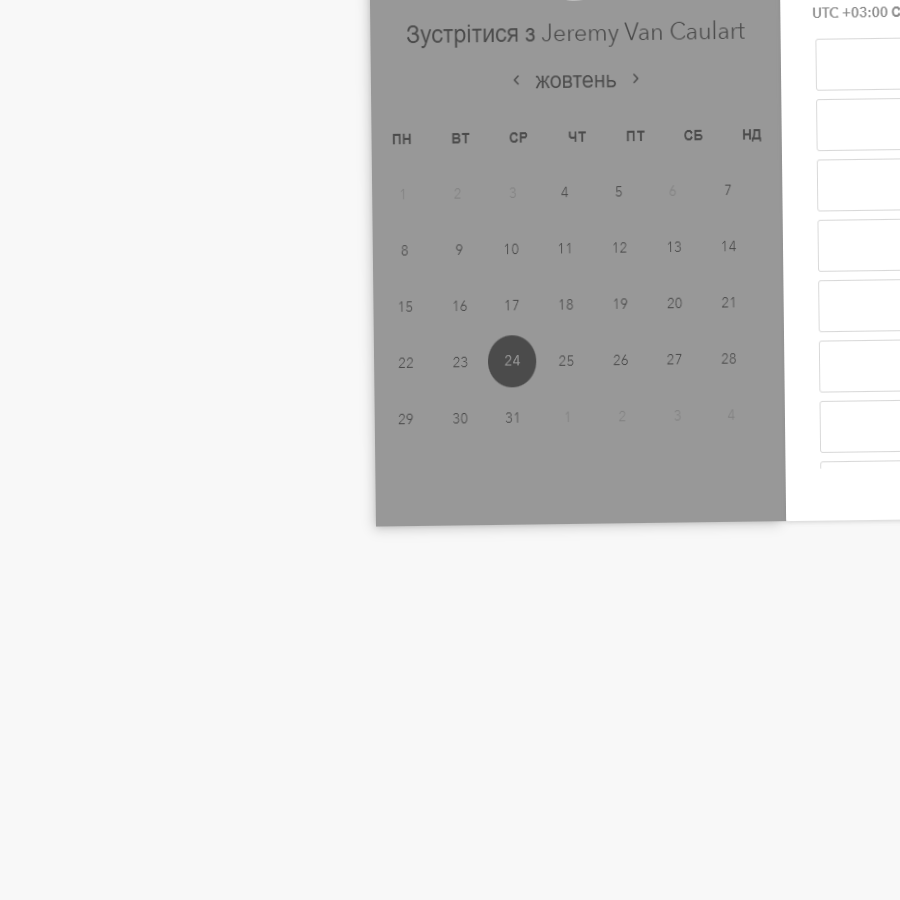 Зустрітися з Jeremy Van Caulart
‹ жовтень ›
ПН ВТ СР ЧТ ПТ СБ НД
1 2 3 4 5 6 7
8 9 10 11 12 13 14
15 16 17 18 19 20 21
22 23 24 25 26 27 28
29 30 31 1 2 3 4
UTC +03:00